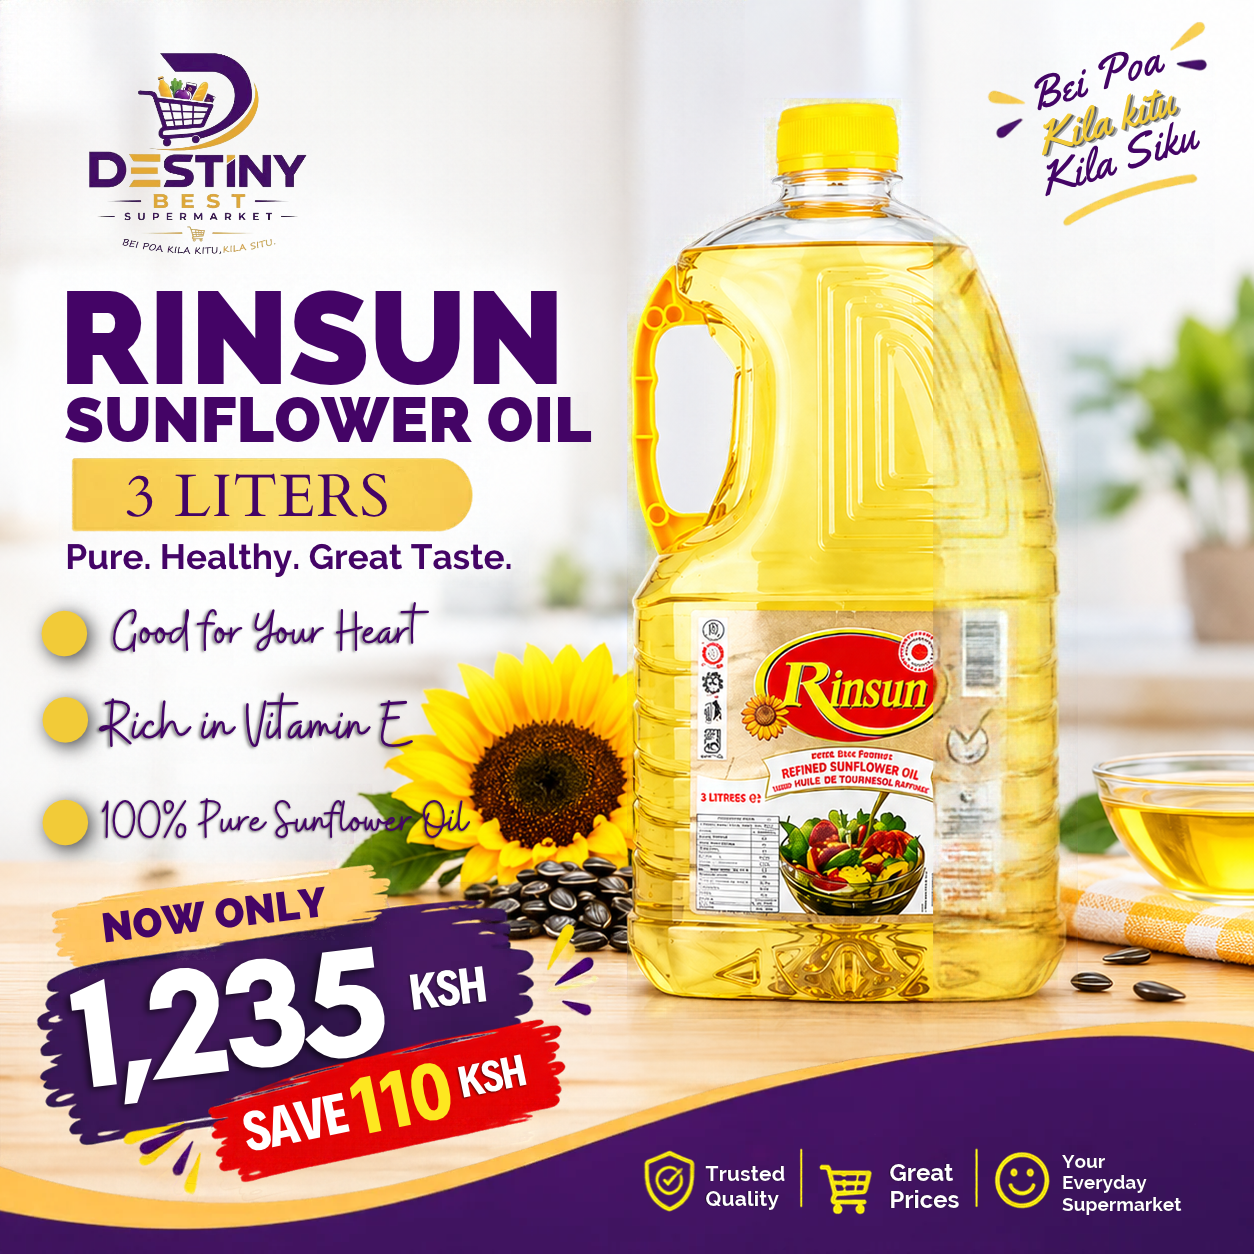 DESTINY
BEST
SUPERMARKET
BEI POA KILA KITU, KILA SITU.
Bei Poa
Kila kitu
Kila Siku
RINSUN
SUNFLOWER OIL
3 LITERS
Pure. Healthy. Great Taste.
Good for Your Heart
Rich in Vitamin E
100% Pure Sunflower Oil
NOW ONLY
1,235 KSH
SAVE 110 KSH
Rinsun
REFINED SUNFLOWER OIL
HUILE DE TOURNESOL RAFFINEE
3 LITREES e
Trusted
Quality
Great
Prices
Your
Everyday
Supermarket